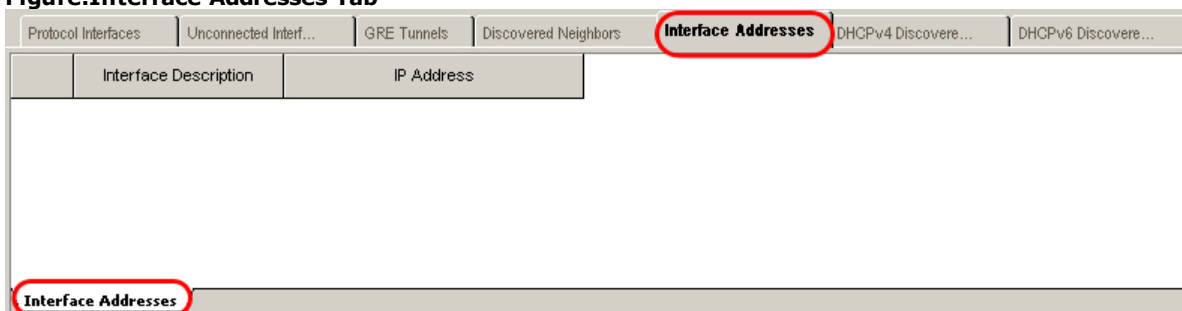 Figure:Interface Addresses Tab
Protocol Interfaces Unconnected Interf... GRE Tunnels Discovered Neighbors Interface Addresses DHCPv4 Discovere... DHCPv6 Discovere...
Interface Description IP Address
Interface Addresses